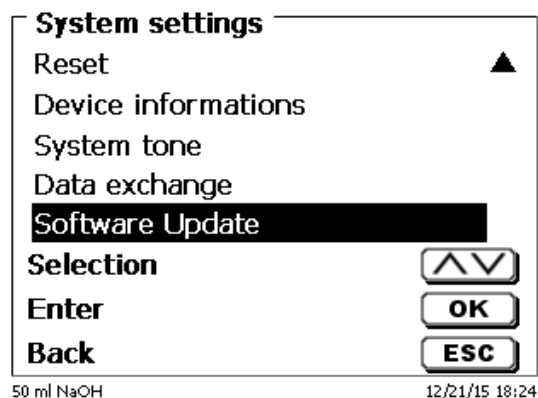 System settings
Reset
Device informations
System tone
Data exchange
Software Update
Selection
Enter OK
Back ESC
50 ml NaOH 12/21/15 18:24